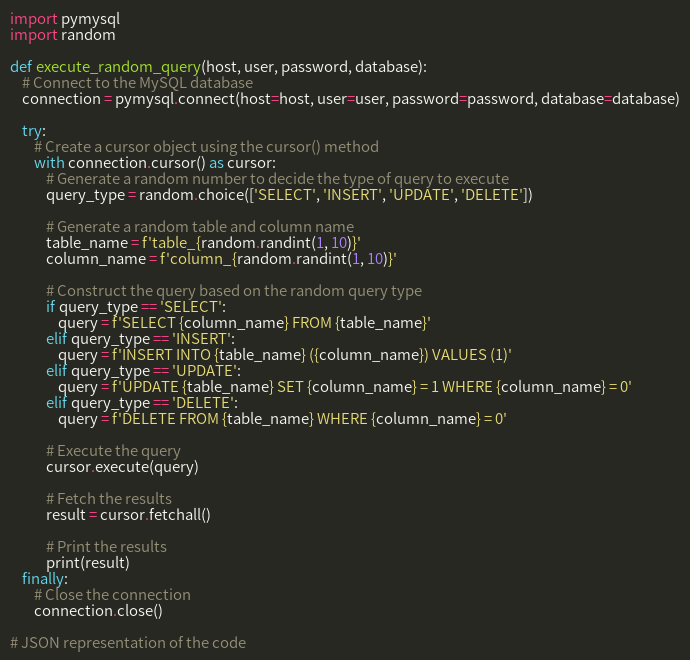 import pymysql
import random
def execute_random_query(host, user, password, database):
# Connect to the MySQL database
connection = pymysql.connect(host=host, user=user, password=password, database=database)
try:
# Create a cursor object using the cursor() method
with connection.cursor() as cursor:
# Generate a random number to decide the type of query to execute
query_type = random.choice(['SELECT', 'INSERT', 'UPDATE', 'DELETE'])
# Generate a random table and column name
table_name = f'table_{random.randint(1, 10)}'
column_name = f'column_{random.randint(1, 10)}'
# Construct the query based on the random query type
if query_type == 'SELECT':
query = f'SELECT {column_name} FROM {table_name}'
elif query_type == 'INSERT':
query = f'INSERT INTO {table_name} ({column_name}) VALUES (1)'
elif query_type == 'UPDATE':
query = f'UPDATE {table_name} SET {column_name} = 1 WHERE {column_name} = 0'
elif query_type == 'DELETE':
query = f'DELETE FROM {table_name} WHERE {column_name} = 0'
# Execute the query
cursor.execute(query)
# Fetch the results
result = cursor.fetchall()
# Print the results
print(result)
finally:
# Close the connection
connection.close()
# JSON representation of the code